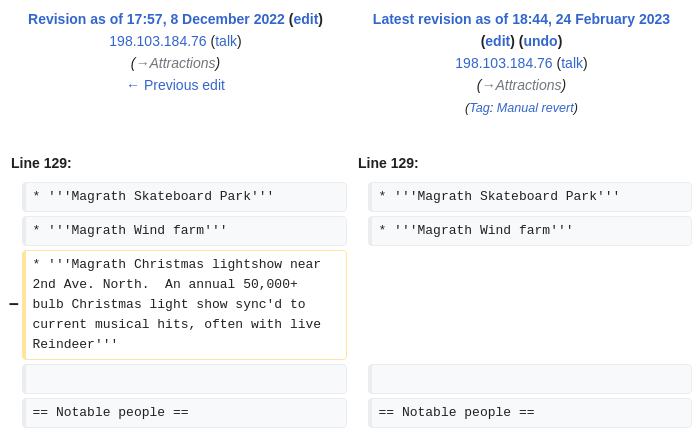 Revision as of 17:57, 8 December 2022 (edit)
198.103.184.76 (talk)
(→Attractions)
← Previous edit
Latest revision as of 18:44, 24 February 2023
(edit) (undo)
198.103.184.76 (talk)
(→Attractions)
(Tag: Manual revert)
Line 129:
Line 129:
* '''Magrath Skateboard Park'''
* '''Magrath Skateboard Park'''
* '''Magrath Wind farm'''
* '''Magrath Wind farm'''
* '''Magrath Christmas lightshow near
2nd Ave. North.  An annual 50,000+
− bulb Christmas light show sync'd to
current musical hits, often with live
Reindeer'''
== Notable people ==
== Notable people ==